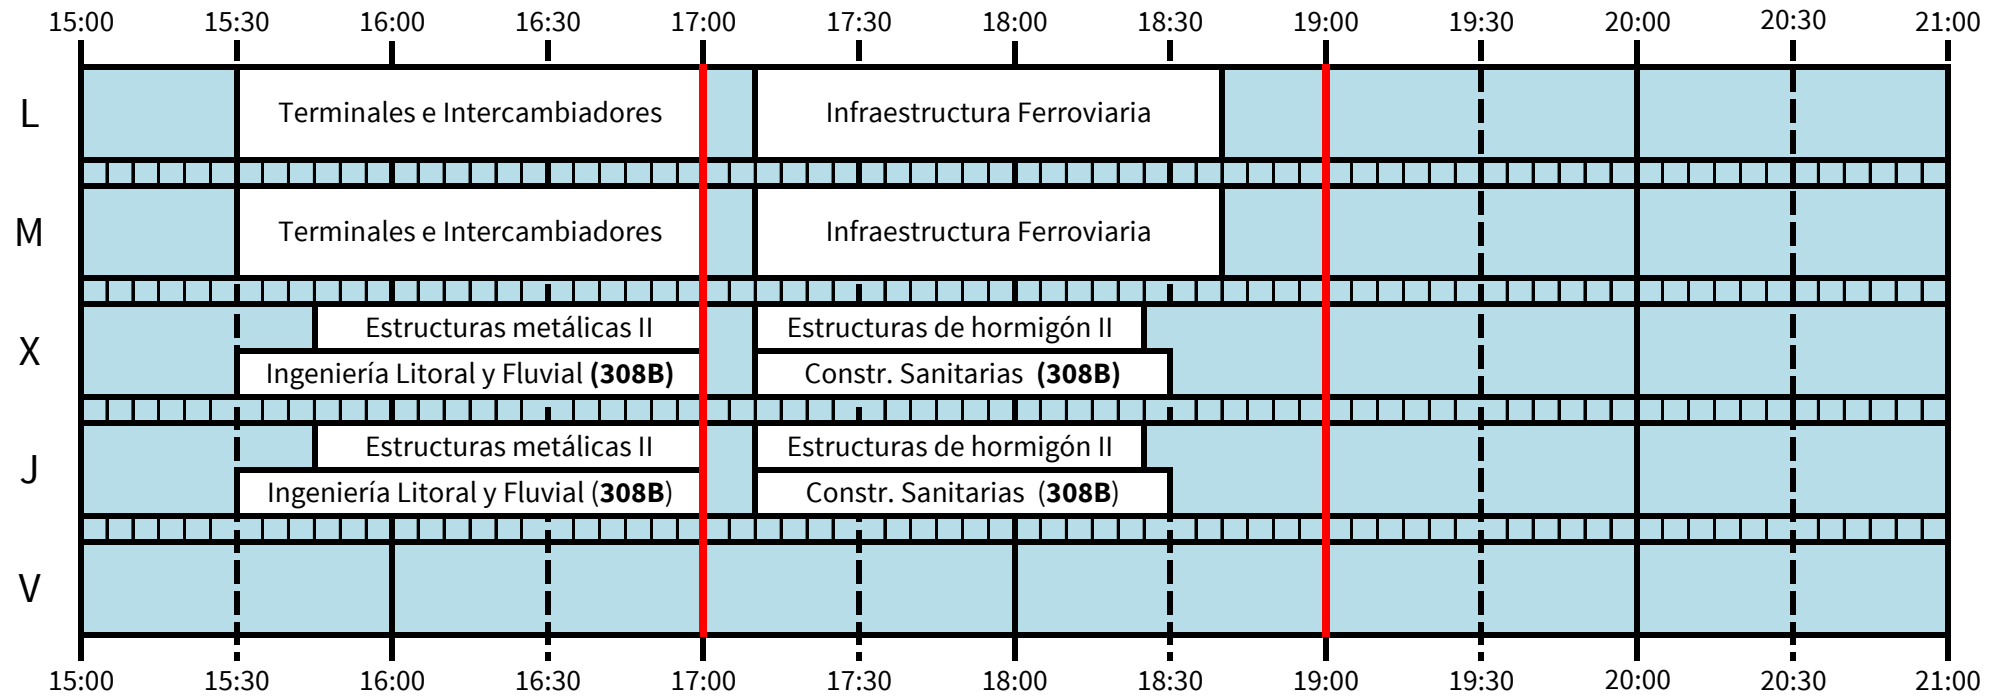 15:00 15:30 16:00 16:30 17:00 17:30 18:00 18:30 19:00 19:30 20:00 20:30 21:00
L Terminales e Intercambiadores Infraestructura Ferroviaria
M Terminales e Intercambiadores Infraestructura Ferroviaria
Estructuras metálicas II Estructuras de hormigón II
X
Ingeniería Litoral y Fluvial (308B) Constr. Sanitarias (308B)
Estructuras metálicas II Estructuras de hormigón II
J
Ingeniería Litoral y Fluvial (308B) Constr. Sanitarias (308B)
V
15:00 15:30 16:00 16:30 17:00 17:30 18:00 18:30 19:00 19:30 20:00 20:30 21:00